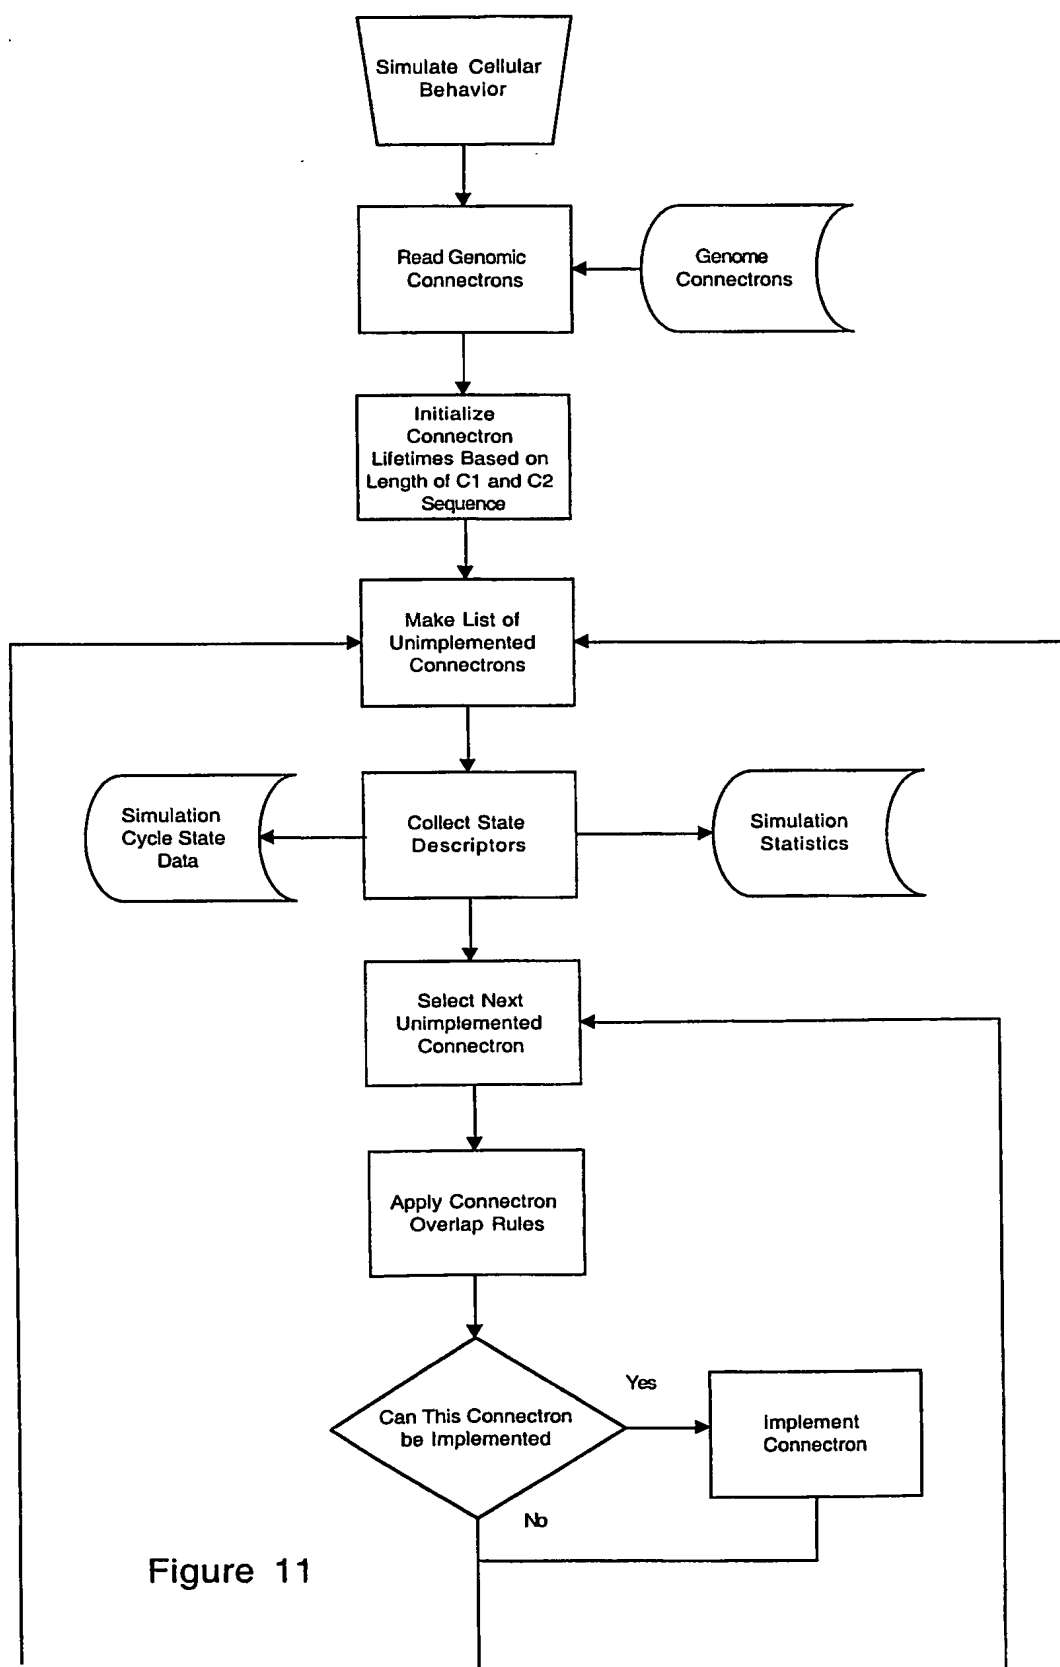 Simulate Cellular
Behavior
Read Genomic
Connectrons
Genome
Connectrons
Initialize
Connectron
Lifetimes Based on
Length of C1 and C2
Sequence
Make List of
Unimplemented
Connectrons
Simulation
Cycle State
Data
Collect State
Descriptors
Simulation
Statistics
Select Next
Unimplemented
Connectron
Apply Connectron
Overlap Rules
Can This Connectron
be Implemented
Yes
Implement
Connectron
No
Figure 11